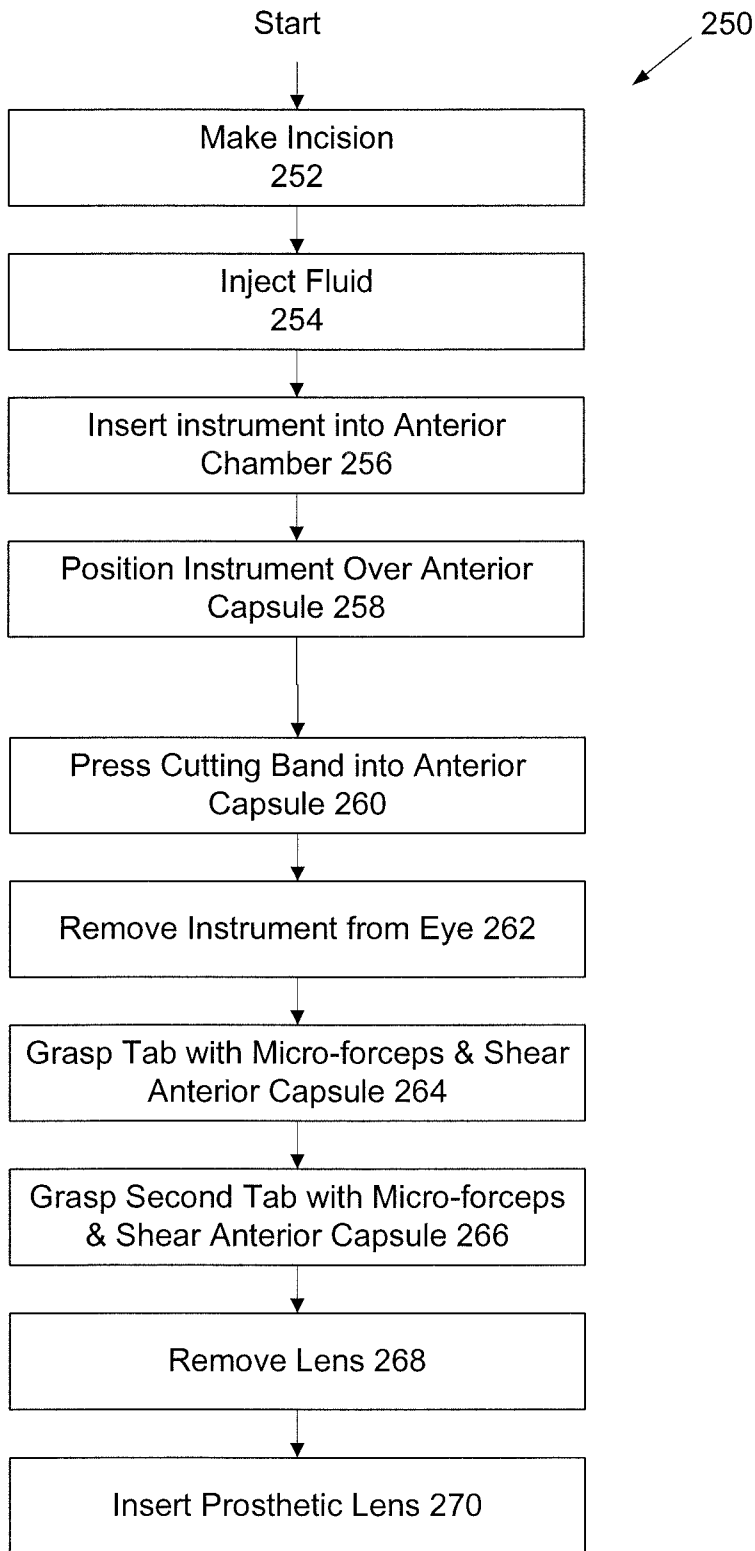 Start
250
Make Incision
252
Inject Fluid
254
Insert instrument into Anterior
Chamber 256
Position Instrument Over Anterior
Capsule 258
Press Cutting Band into Anterior
Capsule 260
Remove Instrument from Eye 262
Grasp Tab with Micro-forceps & Shear
Anterior Capsule 264
Grasp Second Tab with Micro-forceps
& Shear Anterior Capsule 266
Remove Lens 268
Insert Prosthetic Lens 270